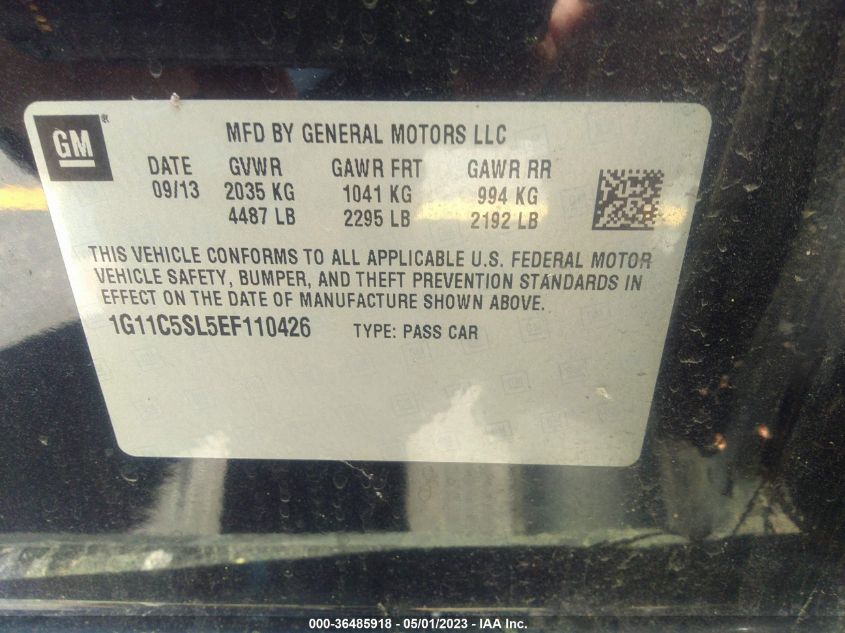 GM ®
MFD BY GENERAL MOTORS LLC
DATE GVWR GAWR FRT GAWR RR
09/13 2035 KG 1041 KG 994 KG
4487 LB 2295 LB 2192 LB
THIS VEHICLE CONFORMS TO ALL APPLICABLE U.S. FEDERAL MOTOR
VEHICLE SAFETY, BUMPER, AND THEFT PREVENTION STANDARDS IN
EFFECT ON THE DATE OF MANUFACTURE SHOWN ABOVE.
1G11C5SL5EF110426 TYPE: PASS CAR
000-36485918 - 05/01/2023 - IAA Inc.